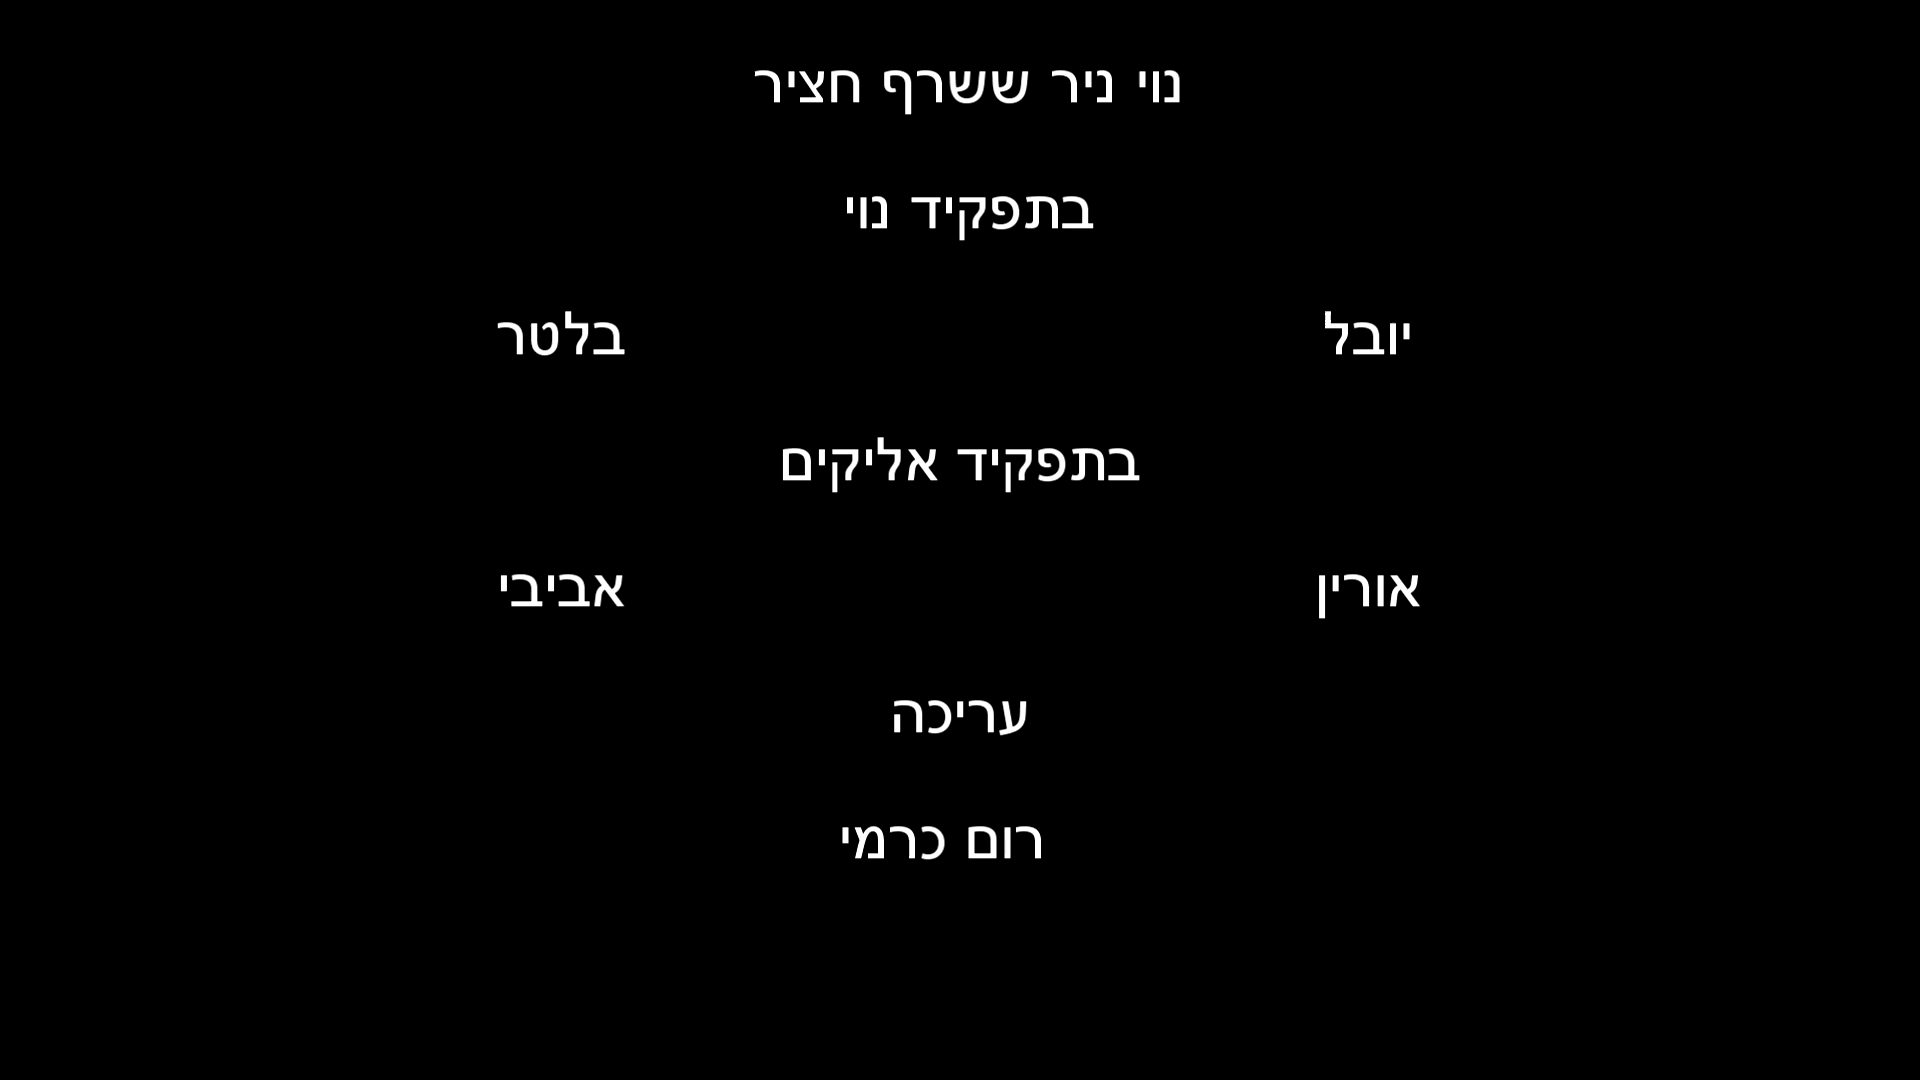 נוי ניר ששרף חציר
בתפקיד נוי
יובל בלטר
בתפקיד אליקים
אורין אביבי
עריכה
רום כרמי